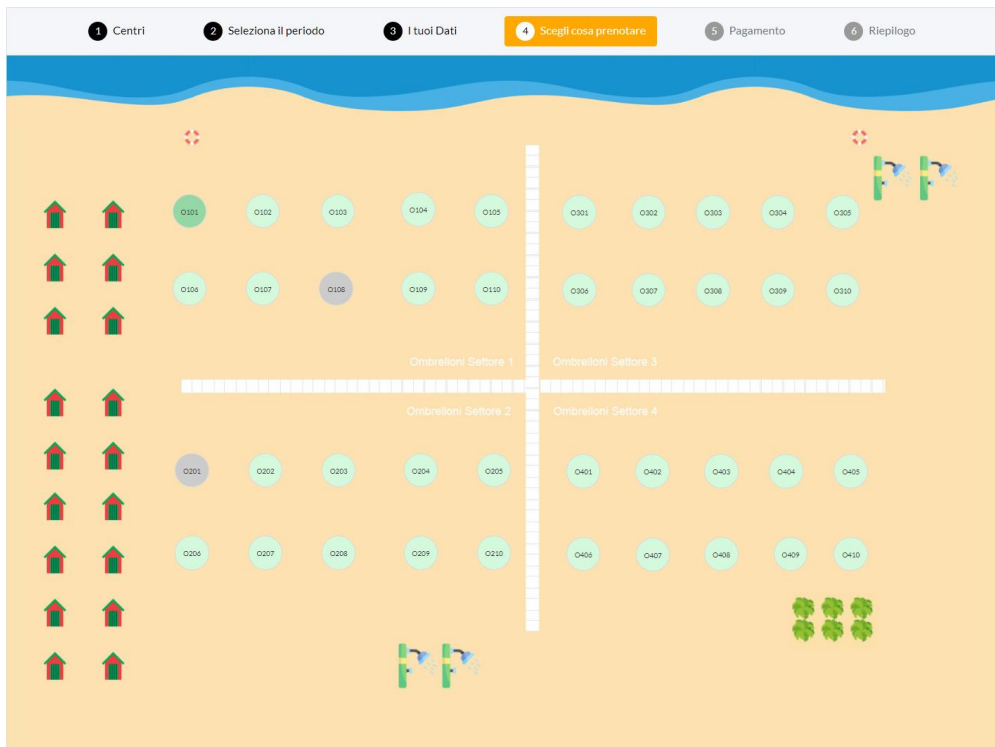 1 Centri 2 Seleziona il periodo 3 I tuoi Dati 4 Scegli cosa prenotare 5 Pagamento 6 Riepilogo
O101 O102 O103 O104 O105 O301 O302 O303 O304 O305
O106 O107 O108 O109 O110 O306 O307 O308 O309 O310
Ombrelloni Settore 1 Ombrelloni Settore 3
Ombrelloni Settore 2 Ombrelloni Settore 4
O201 O202 O203 O204 O205 O401 O402 O403 O404 O405
O206 O207 O208 O209 O210 O406 O407 O408 O409 O410